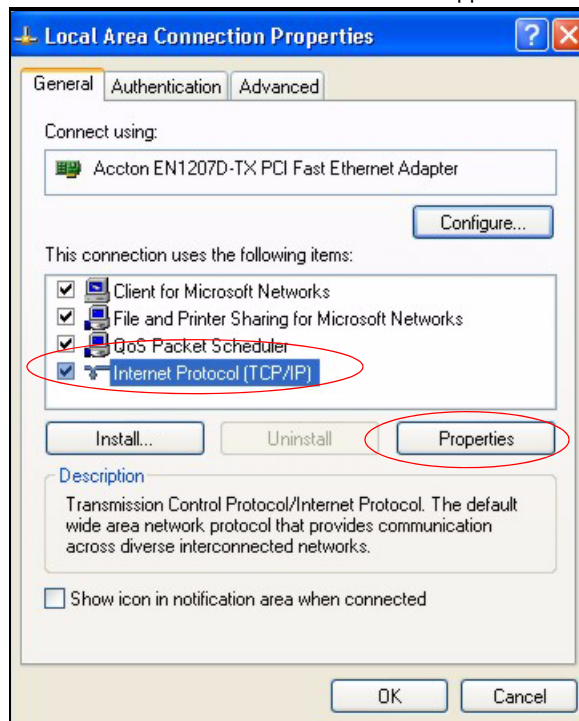 Local Area Connection Properties
General Authentication Advanced
Connect using:
Accton EN1207D-TX PCI Fast Ethernet Adapter
Configure...
This connection uses the following items:
Client for Microsoft Networks
File and Printer Sharing for Microsoft Networks
QoS Packet Scheduler
Internet Protocol (TCP/IP)
Install... Uninstall Properties
Description
Transmission Control Protocol/Internet Protocol. The default
wide area network protocol that provides communication
across diverse interconnected networks.
Show icon in notification area when connected
OK Cancel